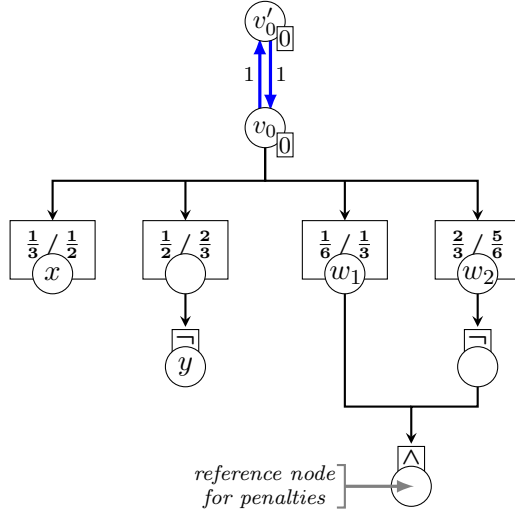 v′₀
0
1 1
v₀
0
1/3 / 1/2
1/2 / 2/3
1/6 / 1/3
2/3 / 5/6
x
w₁
w₂
¬
¬
y
∧
reference node
for penalties